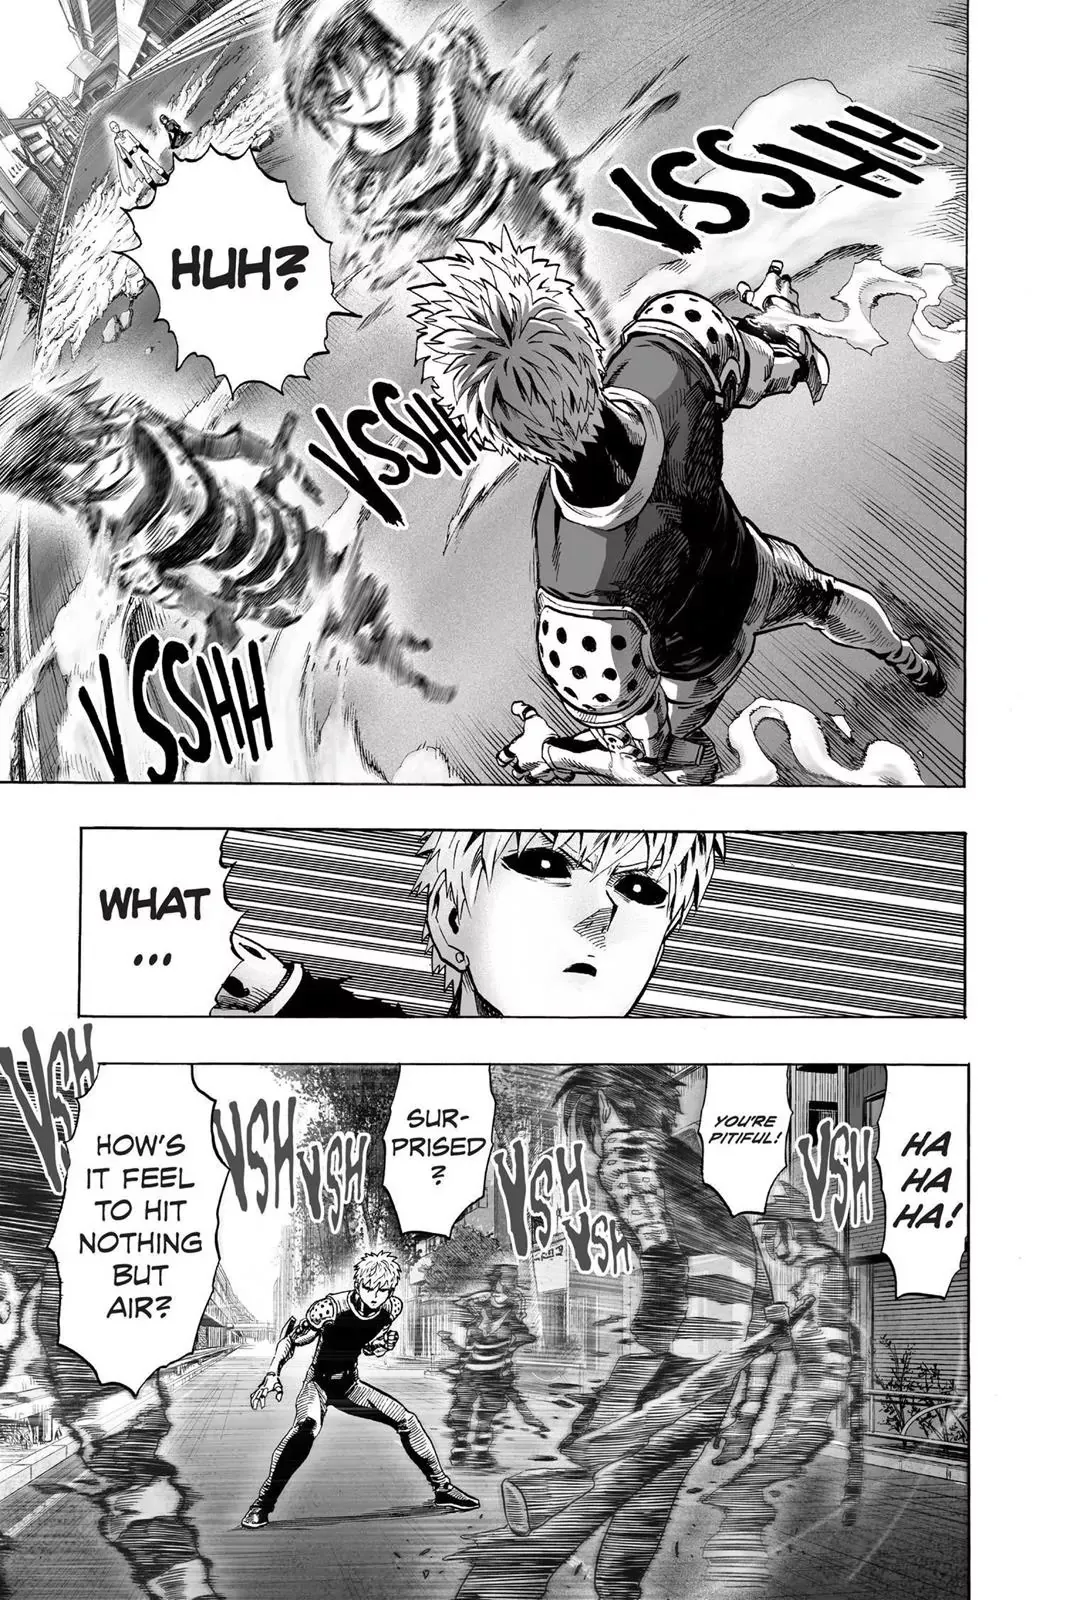 VSSHH
HUH?
VSSHH
VSSHH
WHAT
...
HA
HA
HA!
VSH
YOU'RE
PITIFUL!
VSH
VSH
SUR-
PRISED
?
VSH
VSH
HOW'S
IT FEEL
TO HIT
NOTHING
BUT
AIR?
VSH